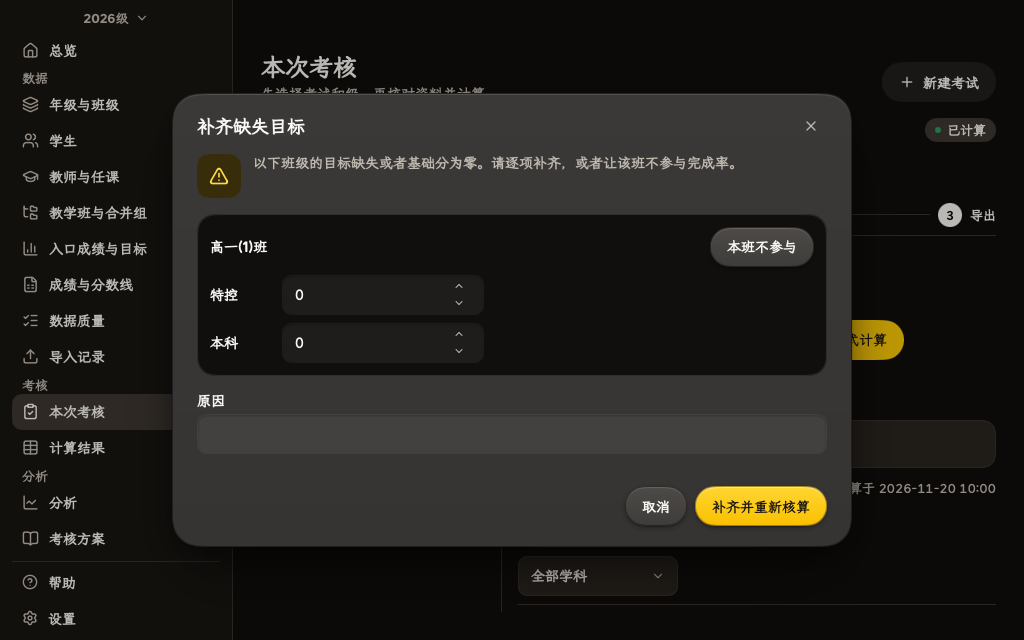 2026级
总览
数据
年级与班级
学生
教师与任课
教学班与合并组
入口成绩与目标
成绩与分数线
数据质量
导入记录
考核
本次考核
计算结果
分析
分析
考核方案
帮助
设置
本次考核
新建考试
已计算
3 导出
补齐缺失目标
以下班级的目标缺失或者基础分为零。请逐项补齐，或者让该班不参与完成率。
高一(1)班
本班不参与
特控
0
本科
0
原因
取消
补齐并重新核算
式计算
算于 2026-11-20 10:00
全部学科